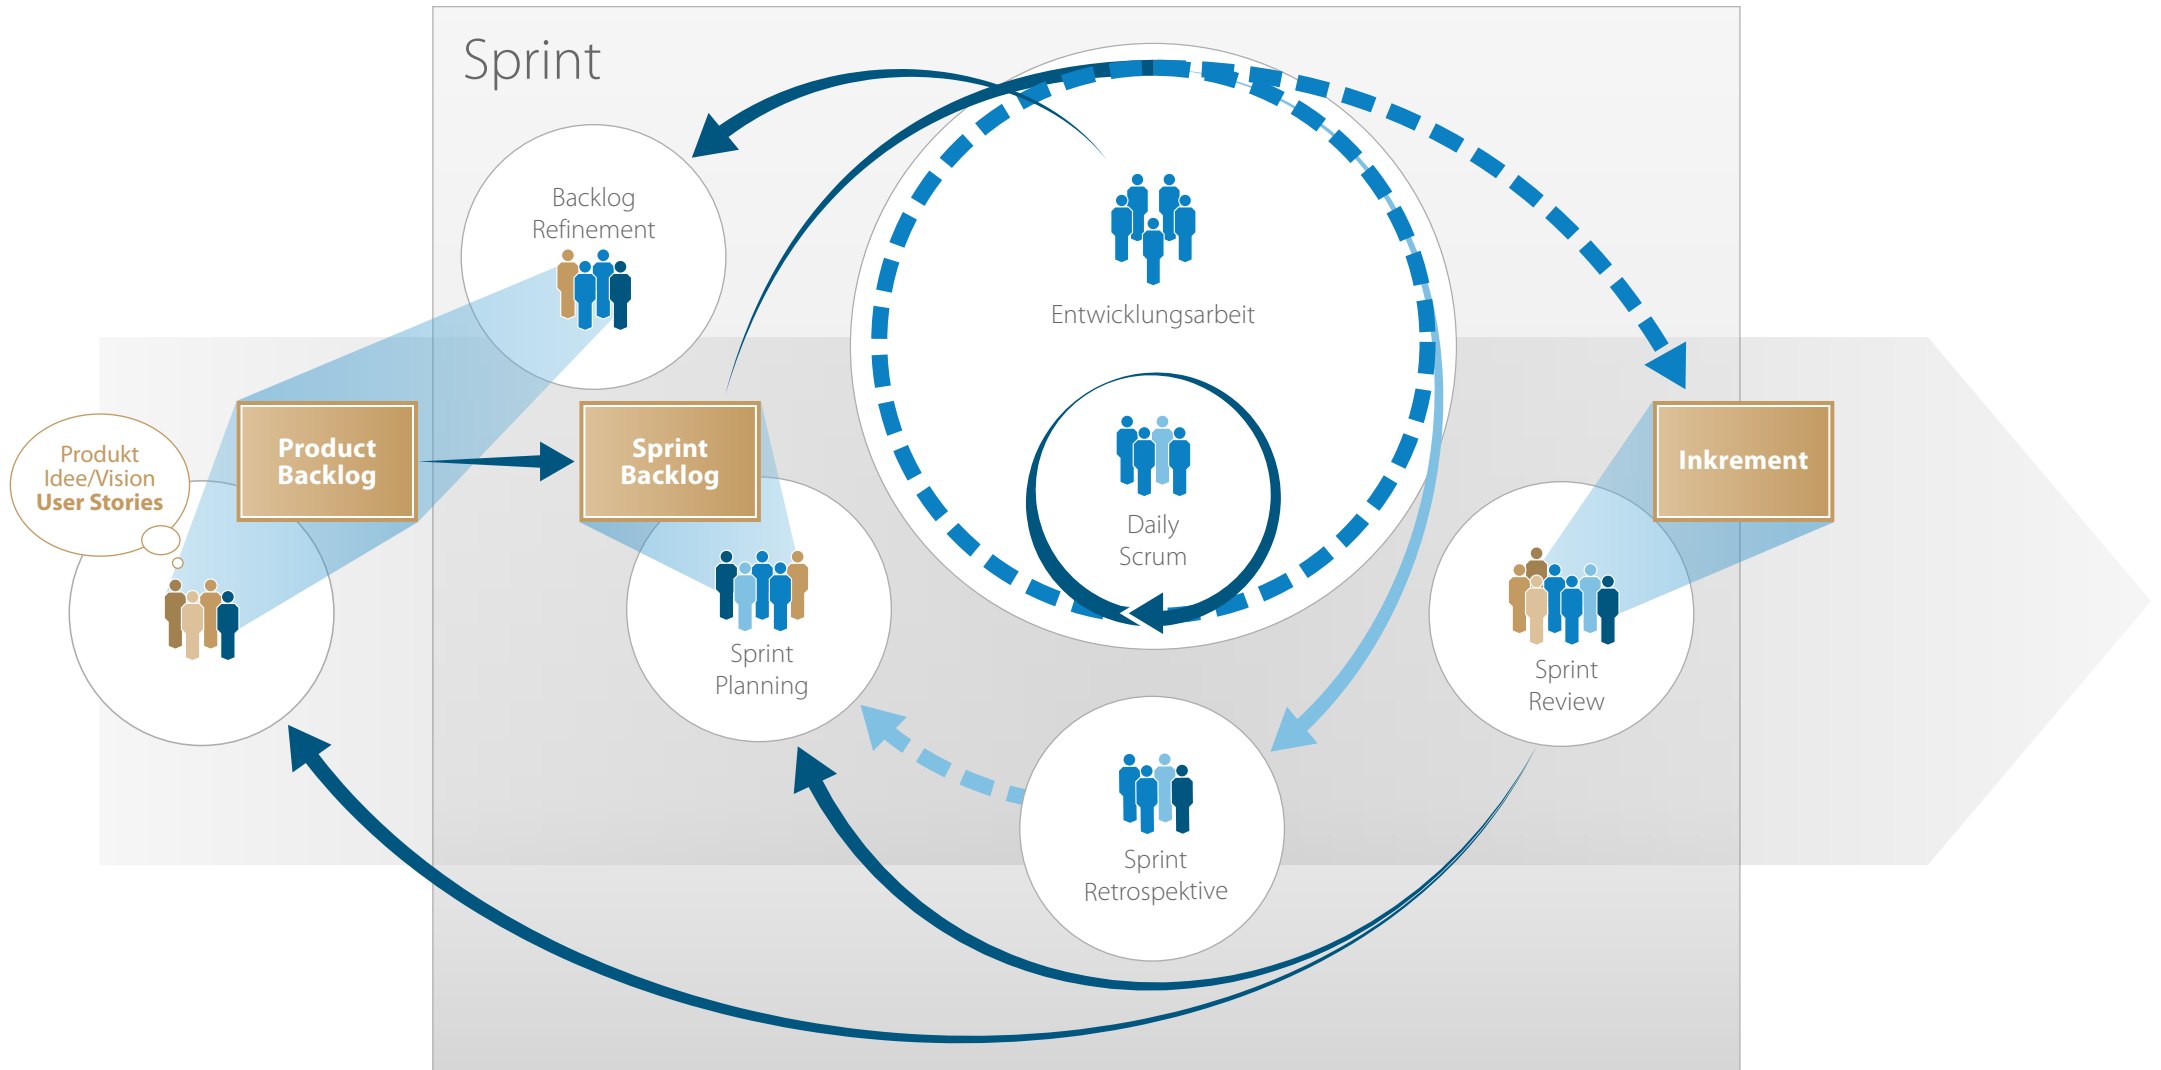 Sprint
Backlog
Refinement
Entwicklungsarbeit
Produkt
Idee/Vision
User Stories
Product
Backlog
Sprint
Backlog
Inkrement
Daily
Scrum
Sprint
Planning
Sprint
Review
Sprint
Retrospektive